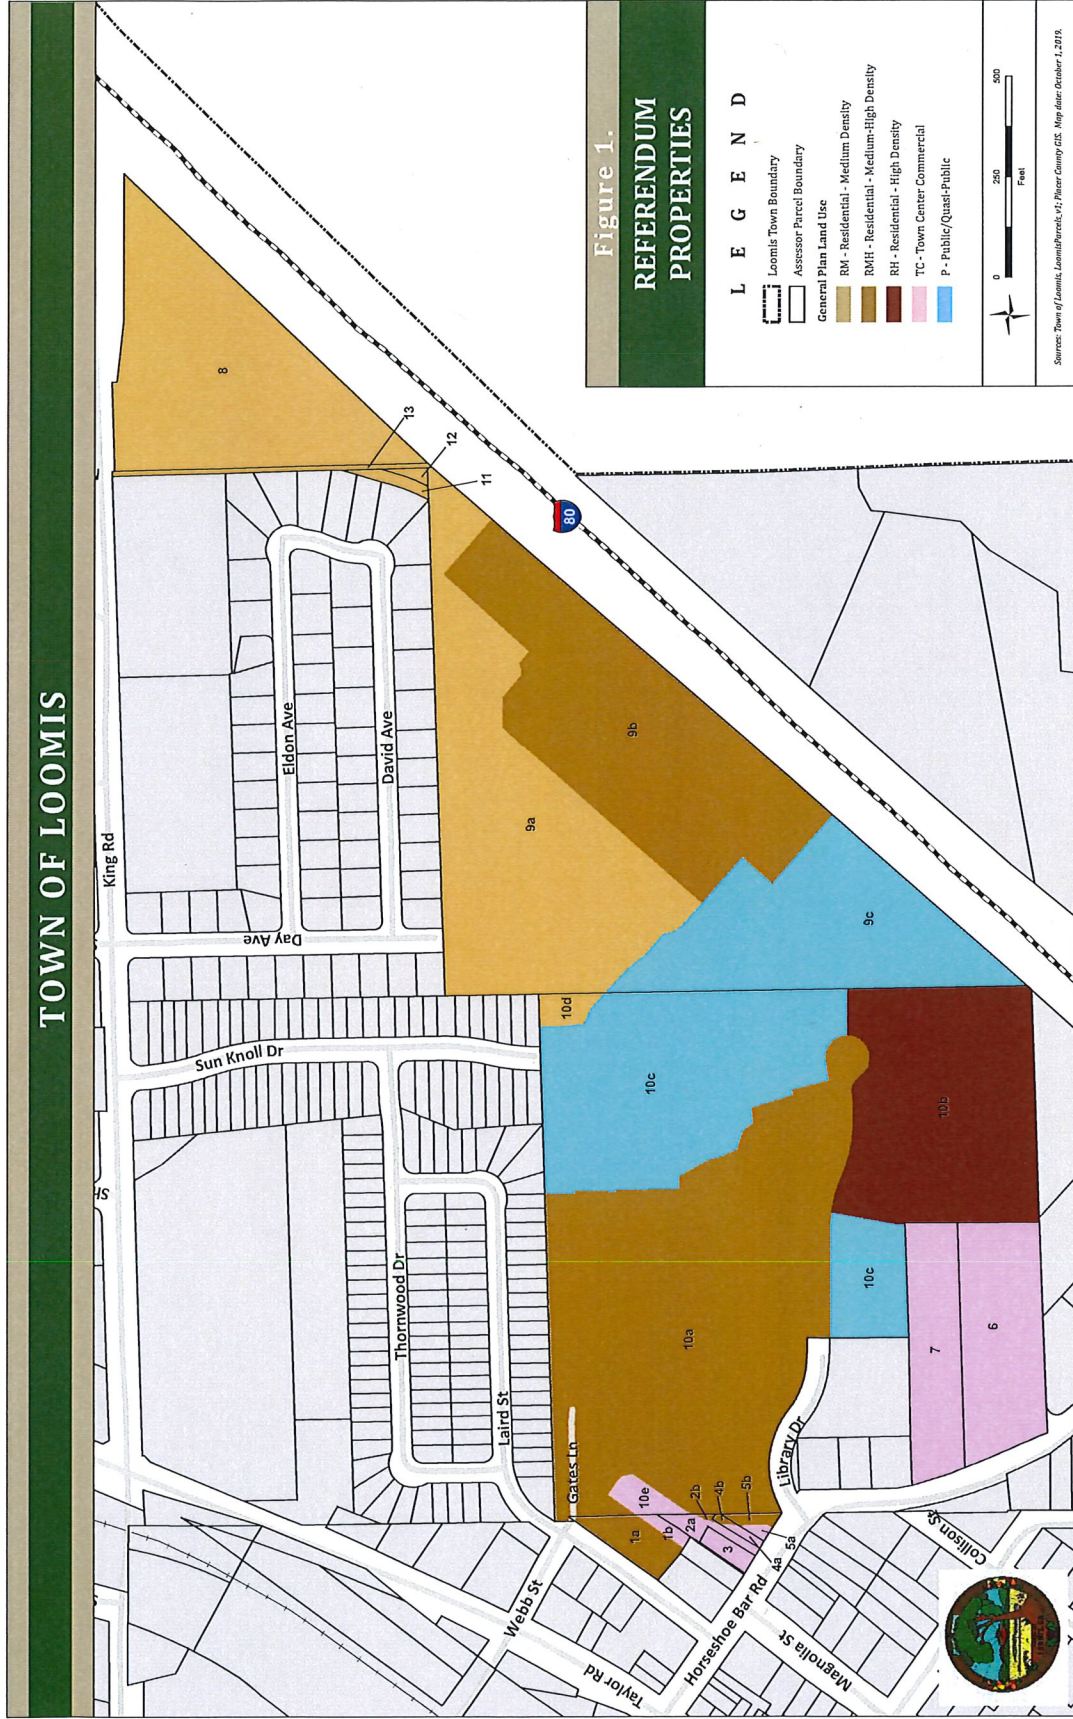 TOWN OF LOOMIS
Figure 1.
REFERENDUM
PROPERTIES
L E G E N D
Loomis Town Boundary
Assessor Parcel Boundary
General Plan Land Use
RM - Residential - Medium Density
RMH - Residential - Medium-High Density
RH - Residential - High Density
TC - Town Center Commercial
P - Public/Quasi-Public
0 250 500
Feet
Sources: Town of Loomis, LoomisParcels_v1; Placer County GIS. Map date: October 1, 2019.
King Rd
Day Ave
Eldon Ave
David Ave
Sun Knoll Dr
Thornwood Dr
Laird St
Gates Ln
Library Dr
Webb St
Taylor Rd
Horseshoe Bar Rd
Magnolia St
Collison St
80
8
13
12
11
9a
9b
9c
10d
10c
10b
10c
10a
7
6
10e
1a
1b
2a
2b
3
4b
5b
4a
5a